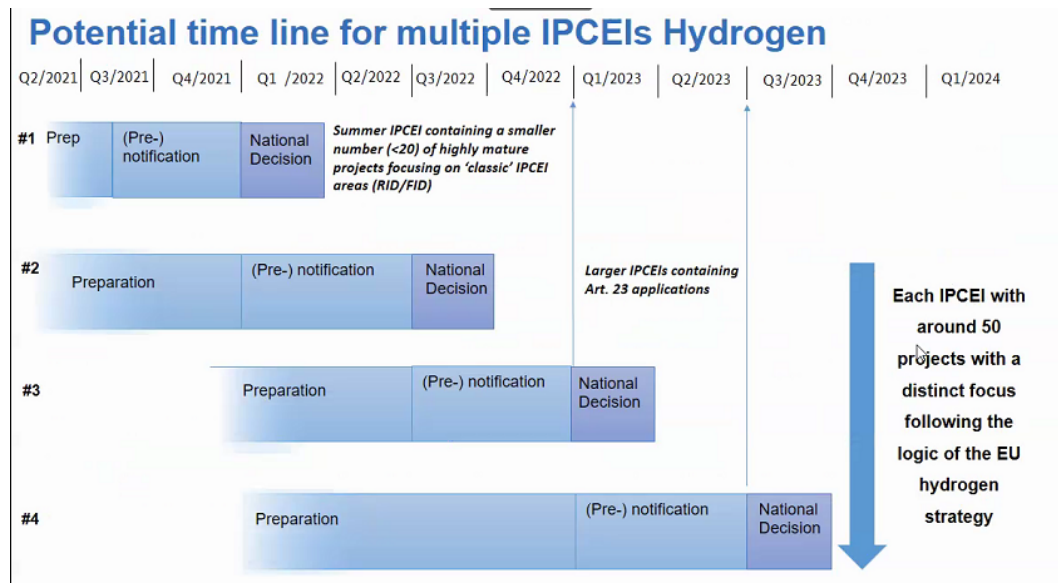 Potential time line for multiple IPCEIs Hydrogen
Q2/2021 Q3/2021 Q4/2021 Q1 /2022 Q2/2022 Q3/2022 Q4/2022 Q1/2023 Q2/2023 Q3/2023 Q4/2023 Q1/2024
#1 Prep
(Pre-)
notification
National
Decision
Summer IPCEI containing a smaller
number (<20) of highly mature
projects focusing on ‘classic’ IPCEI
areas (RID/FID)
#2
Preparation
(Pre-) notification
National
Decision
Larger IPCEIs containing
Art. 23 applications
#3
Preparation
(Pre-) notification
National
Decision
#4
Preparation
(Pre-) notification
National
Decision
Each IPCEI with
around 50
projects with a
distinct focus
following the
logic of the EU
hydrogen
strategy